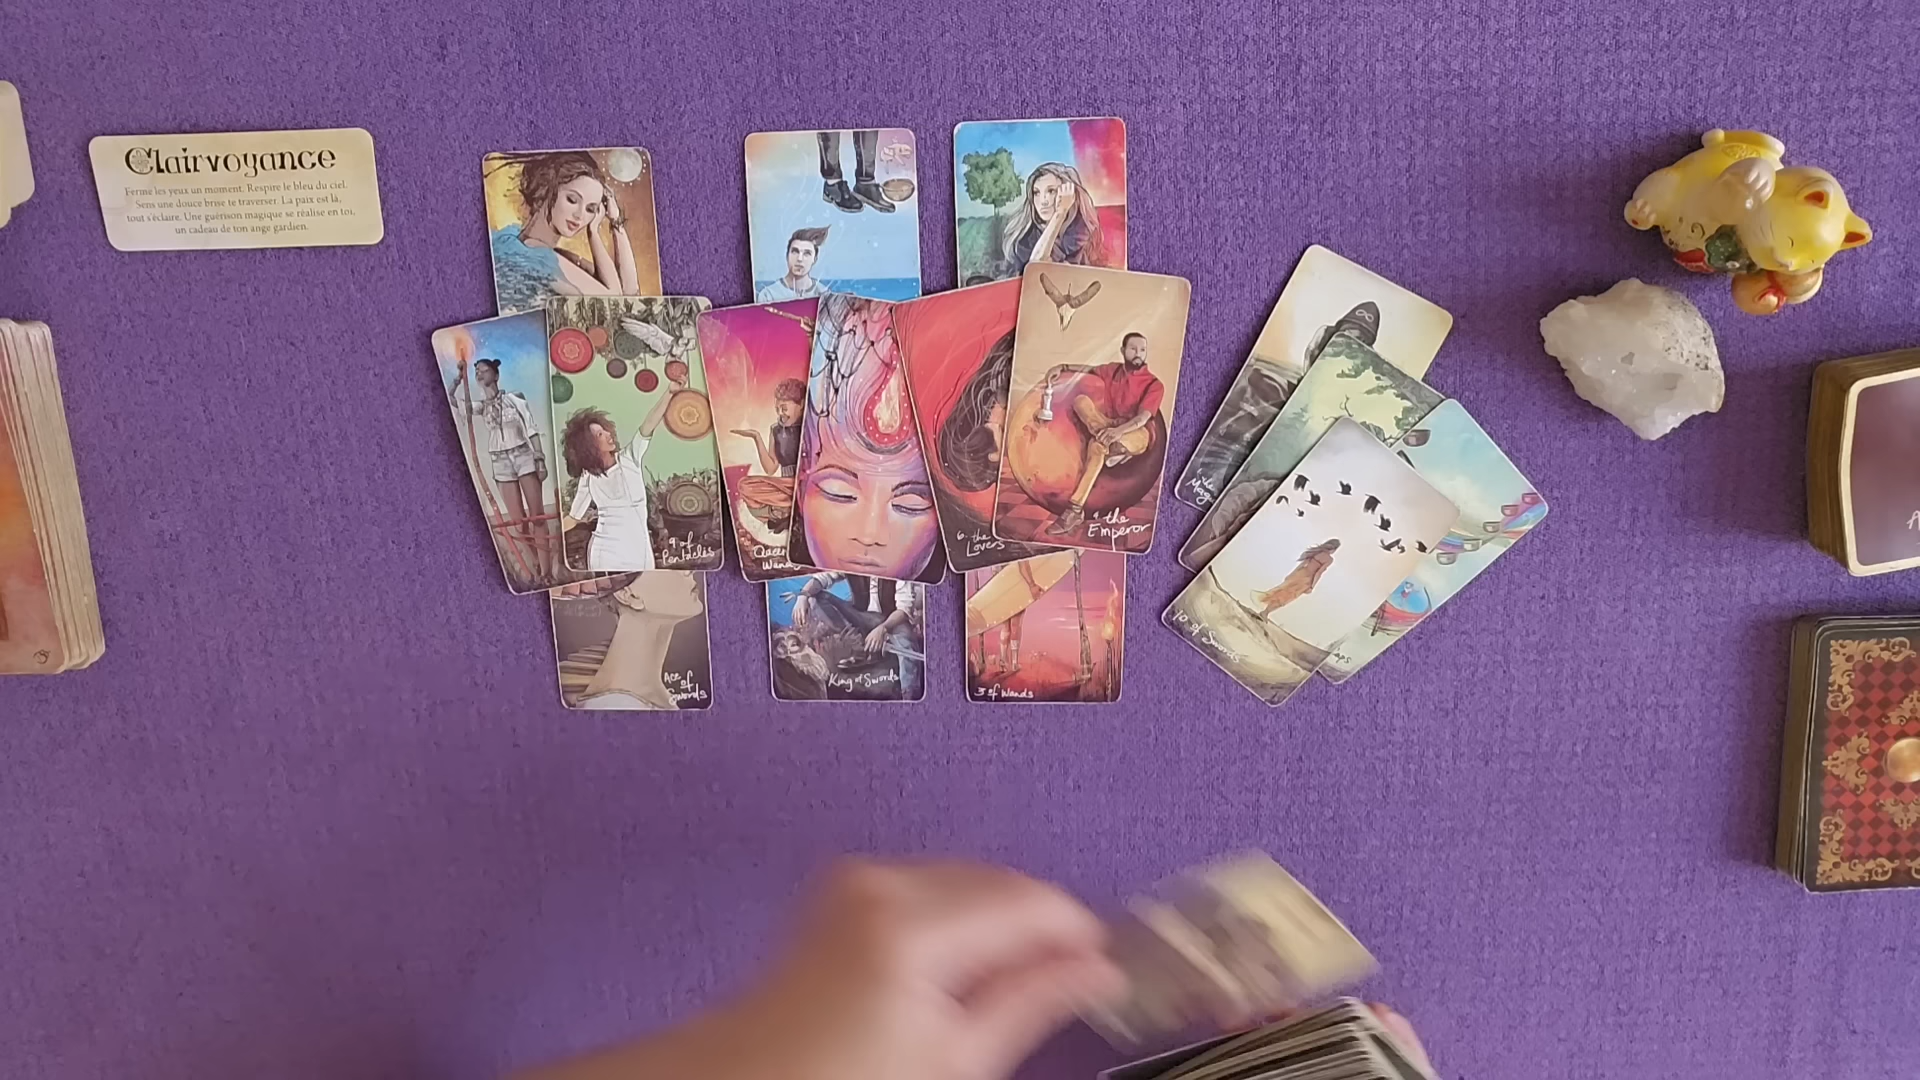 Clairvoyance
Ferme les yeux un moment. Respire le bleu du ciel.
Sens une douce brise te traverser. La paix est là,
tout s'éclaire. Une guérison magique se réalise en toi,
un cadeau de ton ange gardien.
9 of
Pentacles
Queen
Wands
6. the
Lovers
4. the
Emperor
the
10 of Swords
Ace
of
Swords
King of Swords
3 of Wands